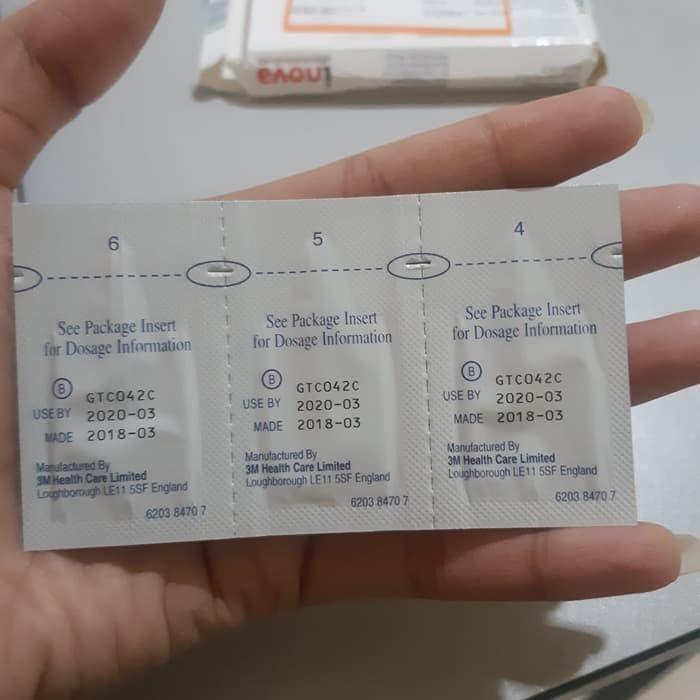 inova
6
See Package Insert
for Dosage Information
B
GTC042C
USE BY 2020-03
MADE 2018-03
Manufactured By
3M Health Care Limited
Loughborough LE11 5SF England
6203 8470 7
5
See Package Insert
for Dosage Information
B
GTC042C
USE BY 2020-03
MADE 2018-03
Manufactured By
3M Health Care Limited
Loughborough LE11 5SF England
6203 8470 7
4
See Package Insert
for Dosage Information
B
GTC042C
USE BY 2020-03
MADE 2018-03
Manufactured By
3M Health Care Limited
Loughborough LE11 5SF England
6203 8470 7